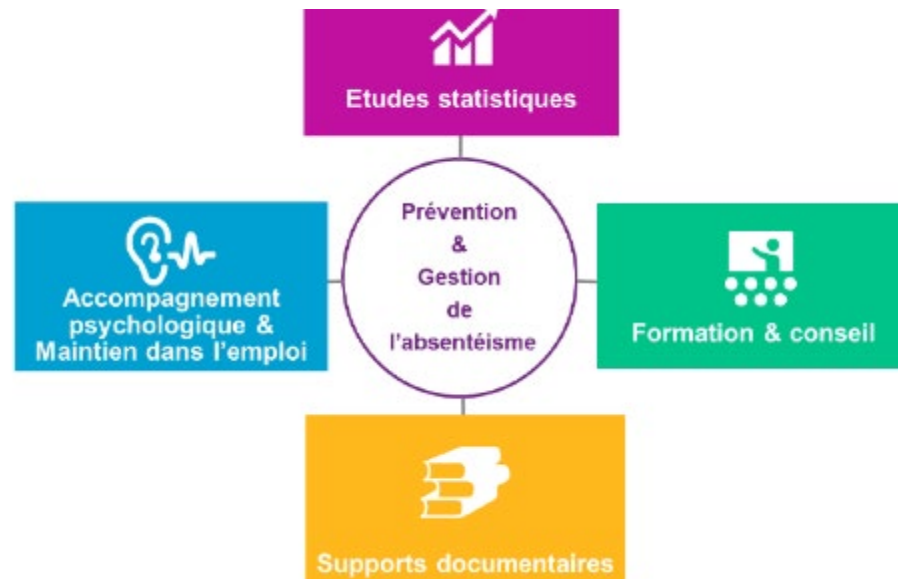 Etudes statistiques
Prévention
&
Gestion
de
l'absentéisme
Accompagnement
psychologique &
Maintien dans l'emploi
Formation & conseil
Supports documentaires